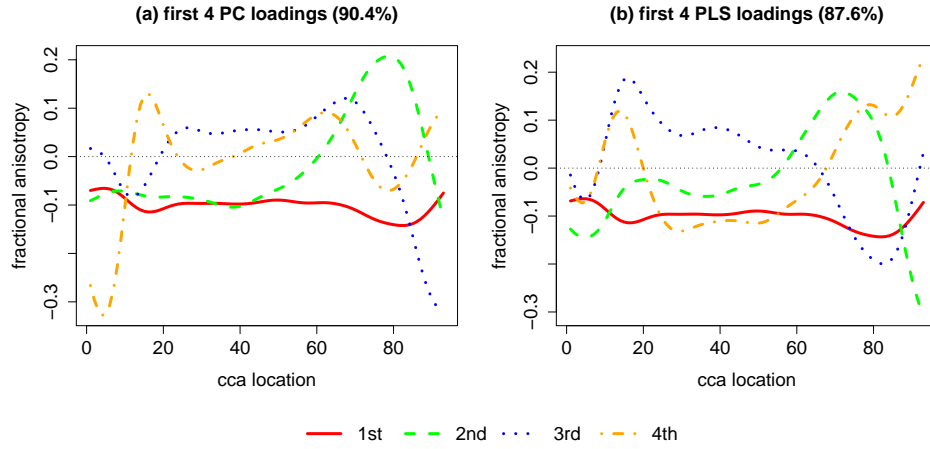 (a) first 4 PC loadings (90.4%)
fractional anisotropy
0.2
0.1
0.0
−0.1
−0.3
0 20 40 60 80
cca location
(b) first 4 PLS loadings (87.6%)
fractional anisotropy
0.2
0.1
0.0
−0.1
−0.3
0 20 40 60 80
cca location
1st 2nd 3rd 4th